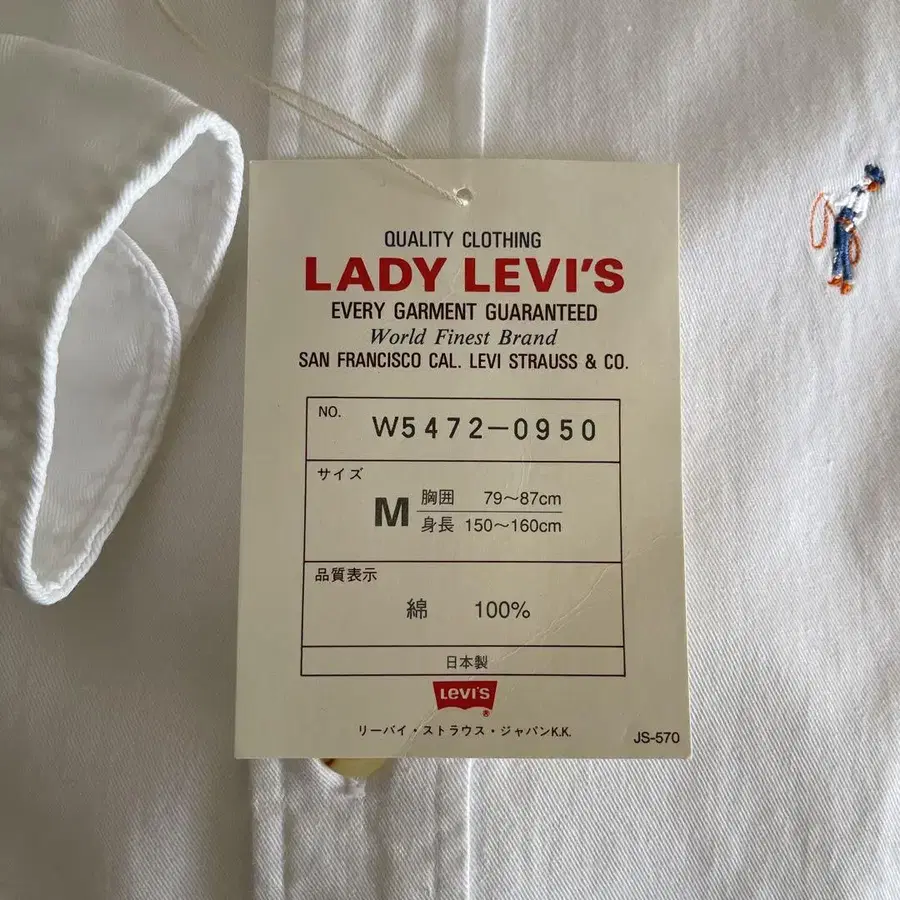 QUALITY CLOTHING
LADY LEVI'S
EVERY GARMENT GUARANTEED
World Finest Brand
SAN FRANCISCO CAL. LEVI STRAUSS & CO.
NO. W5472-0950
サイズ
M 胸囲 79〜87cm
身長 150〜160cm
品質表示
綿 100%
日本製
LEVI'S ®
リーバイ・ストラウス・ジャパンK.K.
JS-570